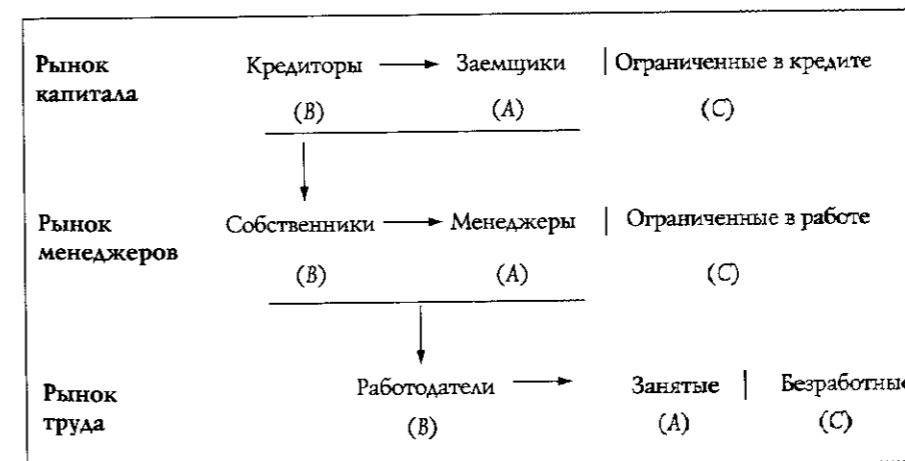 Рынок капитала
Кредиторы → Заемщики | Ограниченные в кредите
(B) (A) (C)
Рынок менеджеров
Собственники → Менеджеры | Ограниченные в работе
(B) (A) (C)
Рынок труда
Работодатели → Занятые | Безработные
(B) (A) (C)